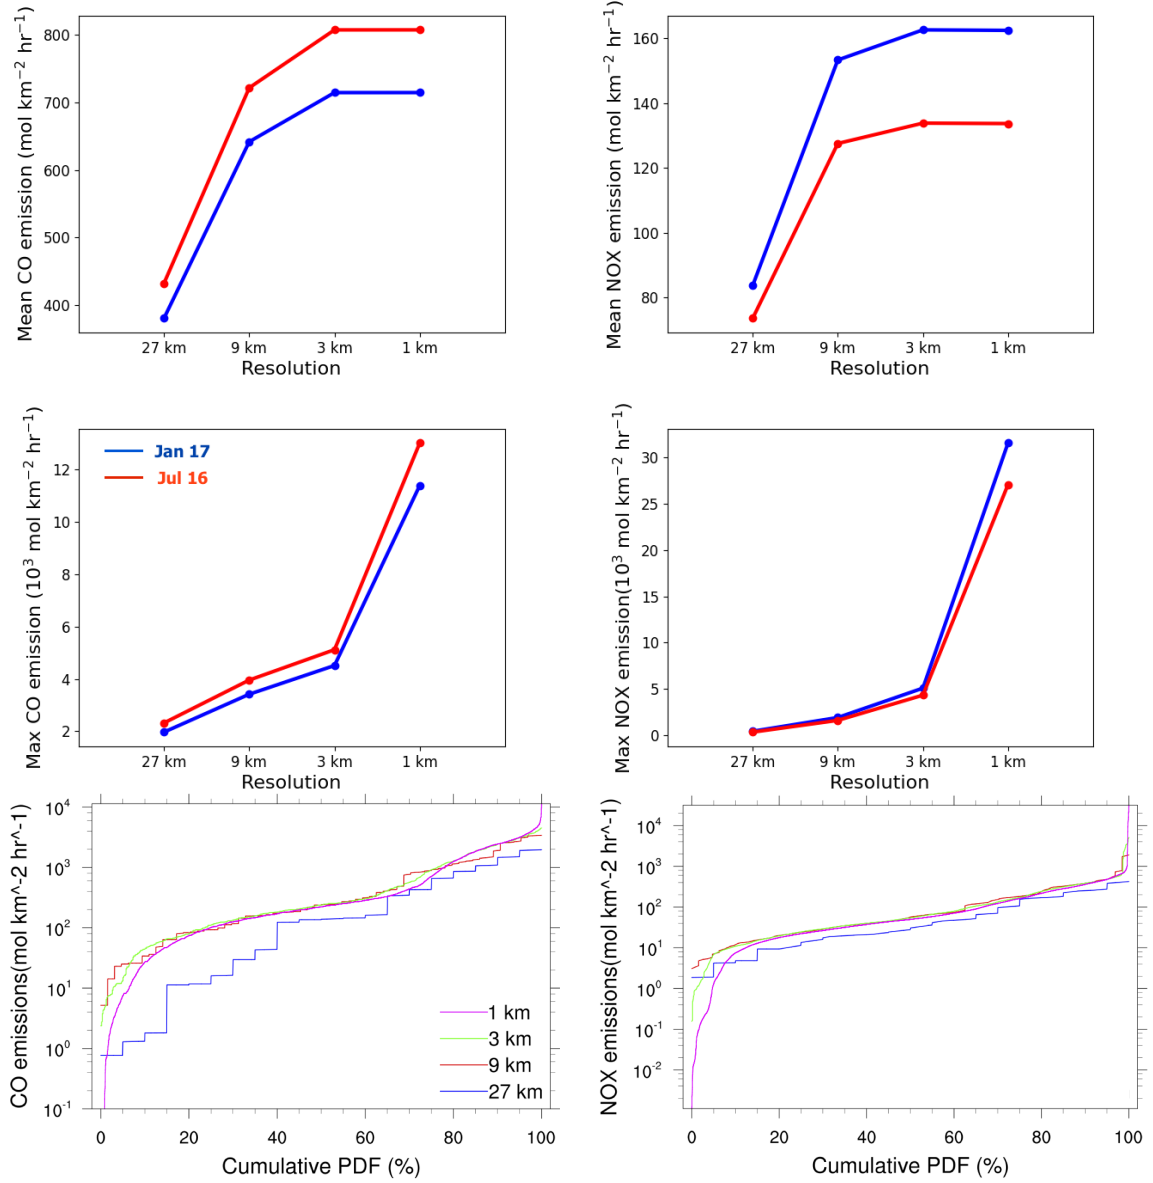 Mean CO emission (mol km−2 hr−1)
800
700
600
500
400
27 km
9 km
3 km
1 km
Resolution
Mean NOX emission (mol km−2 hr−1)
160
140
120
100
80
27 km
9 km
3 km
1 km
Resolution
Max CO emission (10^3 mol km−2 hr−1)
12
10
8
6
4
2
Jan 17
Jul 16
27 km
9 km
3 km
1 km
Resolution
Max NOX emission(10^3 mol km−2 hr−1)
30
25
20
15
10
5
0
27 km
9 km
3 km
1 km
Resolution
CO emissions(mol km^-2 hr^-1)
10^4
10^3
10^2
10^1
10^0
10^-1
1 km
3 km
9 km
27 km
0
20
40
60
80
100
Cumulative PDF (%)
NOX emissions(mol km^-2 hr^-1)
10^4
10^3
10^2
10^1
10^0
10^-1
10^-2
0
20
40
60
80
100
Cumulative PDF (%)